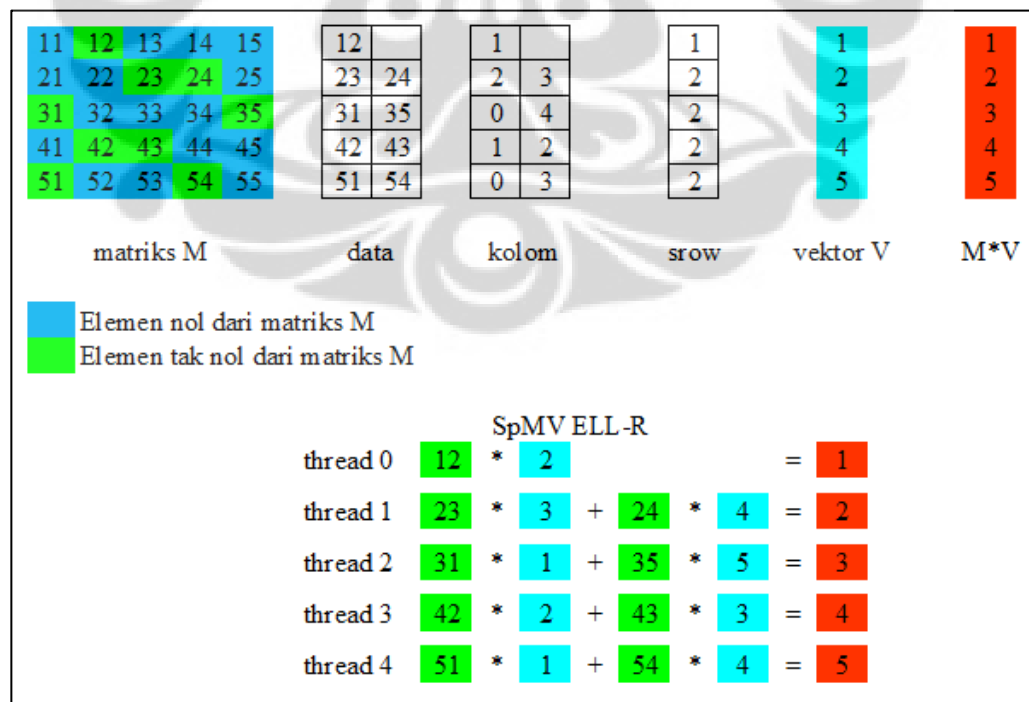 11 12 13 14 15 12 1 1 1 1
21 22 23 24 25 23 24 2 3 2 2 2
31 32 33 34 35 31 35 0 4 2 3 3
41 42 43 44 45 42 43 1 2 2 4 4
51 52 53 54 55 51 54 0 3 2 5 5
matriks M data kolom srow vektor V M*V
Elemen nol dari matriks M
Elemen tak nol dari matriks M
SpMV ELL-R
thread 0 12 * 2 = 1
thread 1 23 * 3 + 24 * 4 = 2
thread 2 31 * 1 + 35 * 5 = 3
thread 3 42 * 2 + 43 * 3 = 4
thread 4 51 * 1 + 54 * 4 = 5